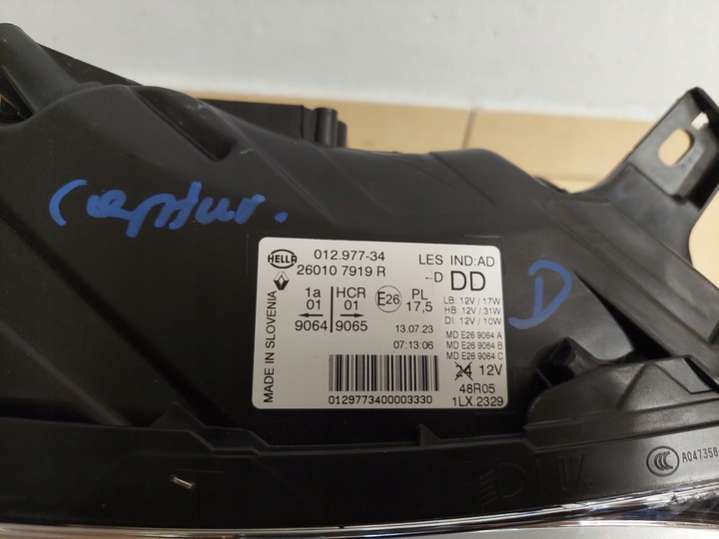 captur.
HELLA
012.977-34
26010 7919 R
LES IND:AD
--D DD
1a HCR E26 PL
01 01 17,5
9064 9065
LB: 12V / 17W
HB: 12V / 31W
DI: 12V / 10W
13.07.23
07:13:06
MD E26 9064 A
MD E26 9064 B
MD E26 9064 C
24 12V
48R05
1LX.2329
0129773400003330
MADE IN SLOVENIA
D
CCC A047358